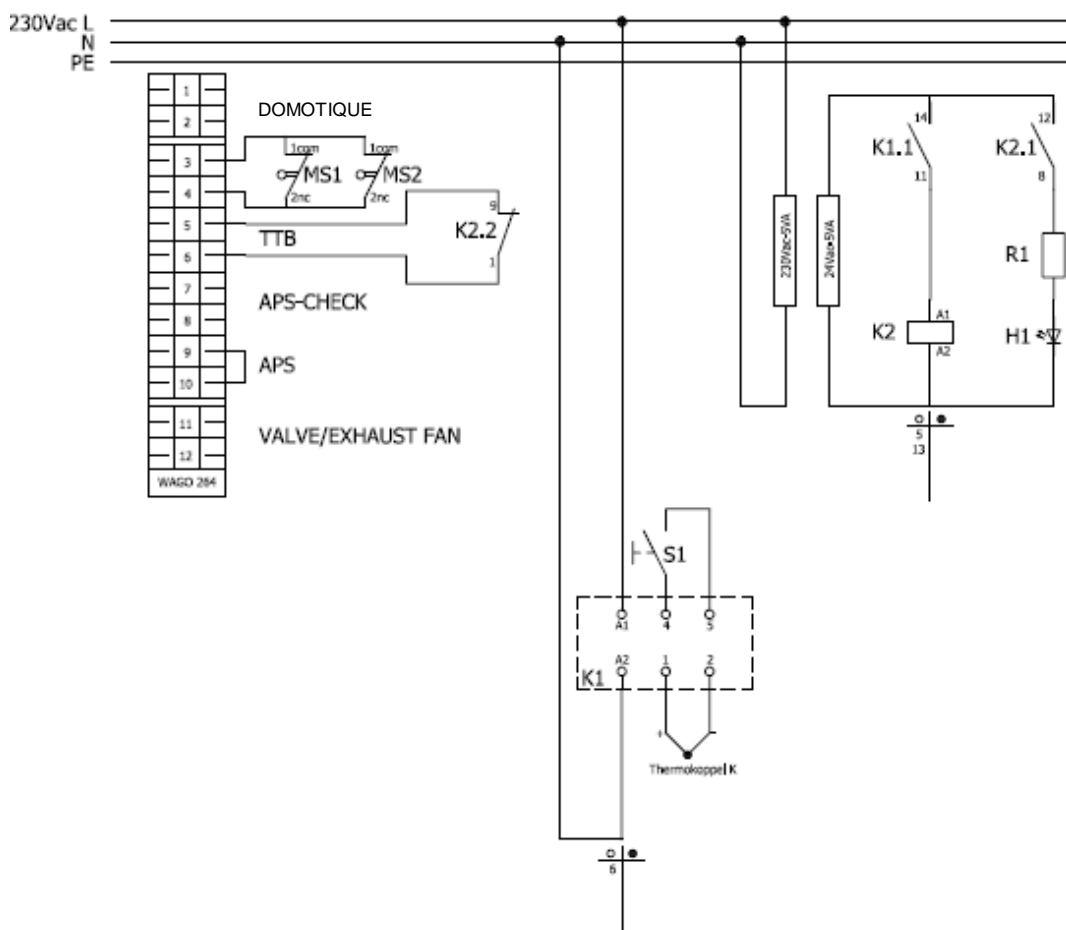 230Vac L
N
PE
1
2
3
4
5
6
7
8
9
10
11
12
WAGO 264
DOMOTIQUE
1com
MS1
2nc
1com
MS2
2nc
TTB
9
K2.2
1
APS-CHECK
APS
VALVE/EXHAUST FAN
230Vac-5VA
24Vac-5VA
14
K1.1
11
12
K2.1
8
R1
K2
A1
A2
H1
5
13
S1
A1
4
5
A2
1
2
K1
+
-
Thermokoppel K
6